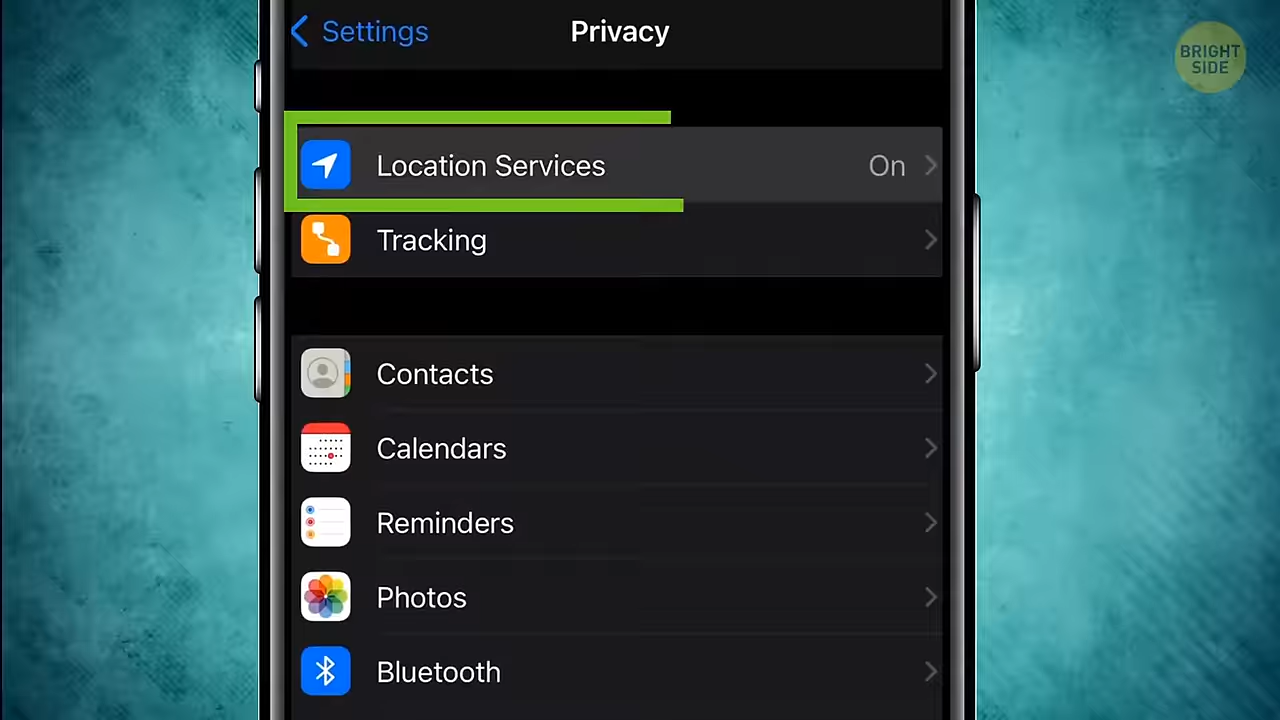 Settings
Privacy
BRIGHT
SIDE
Location Services
On
Tracking
Contacts
Calendars
Reminders
Photos
Bluetooth